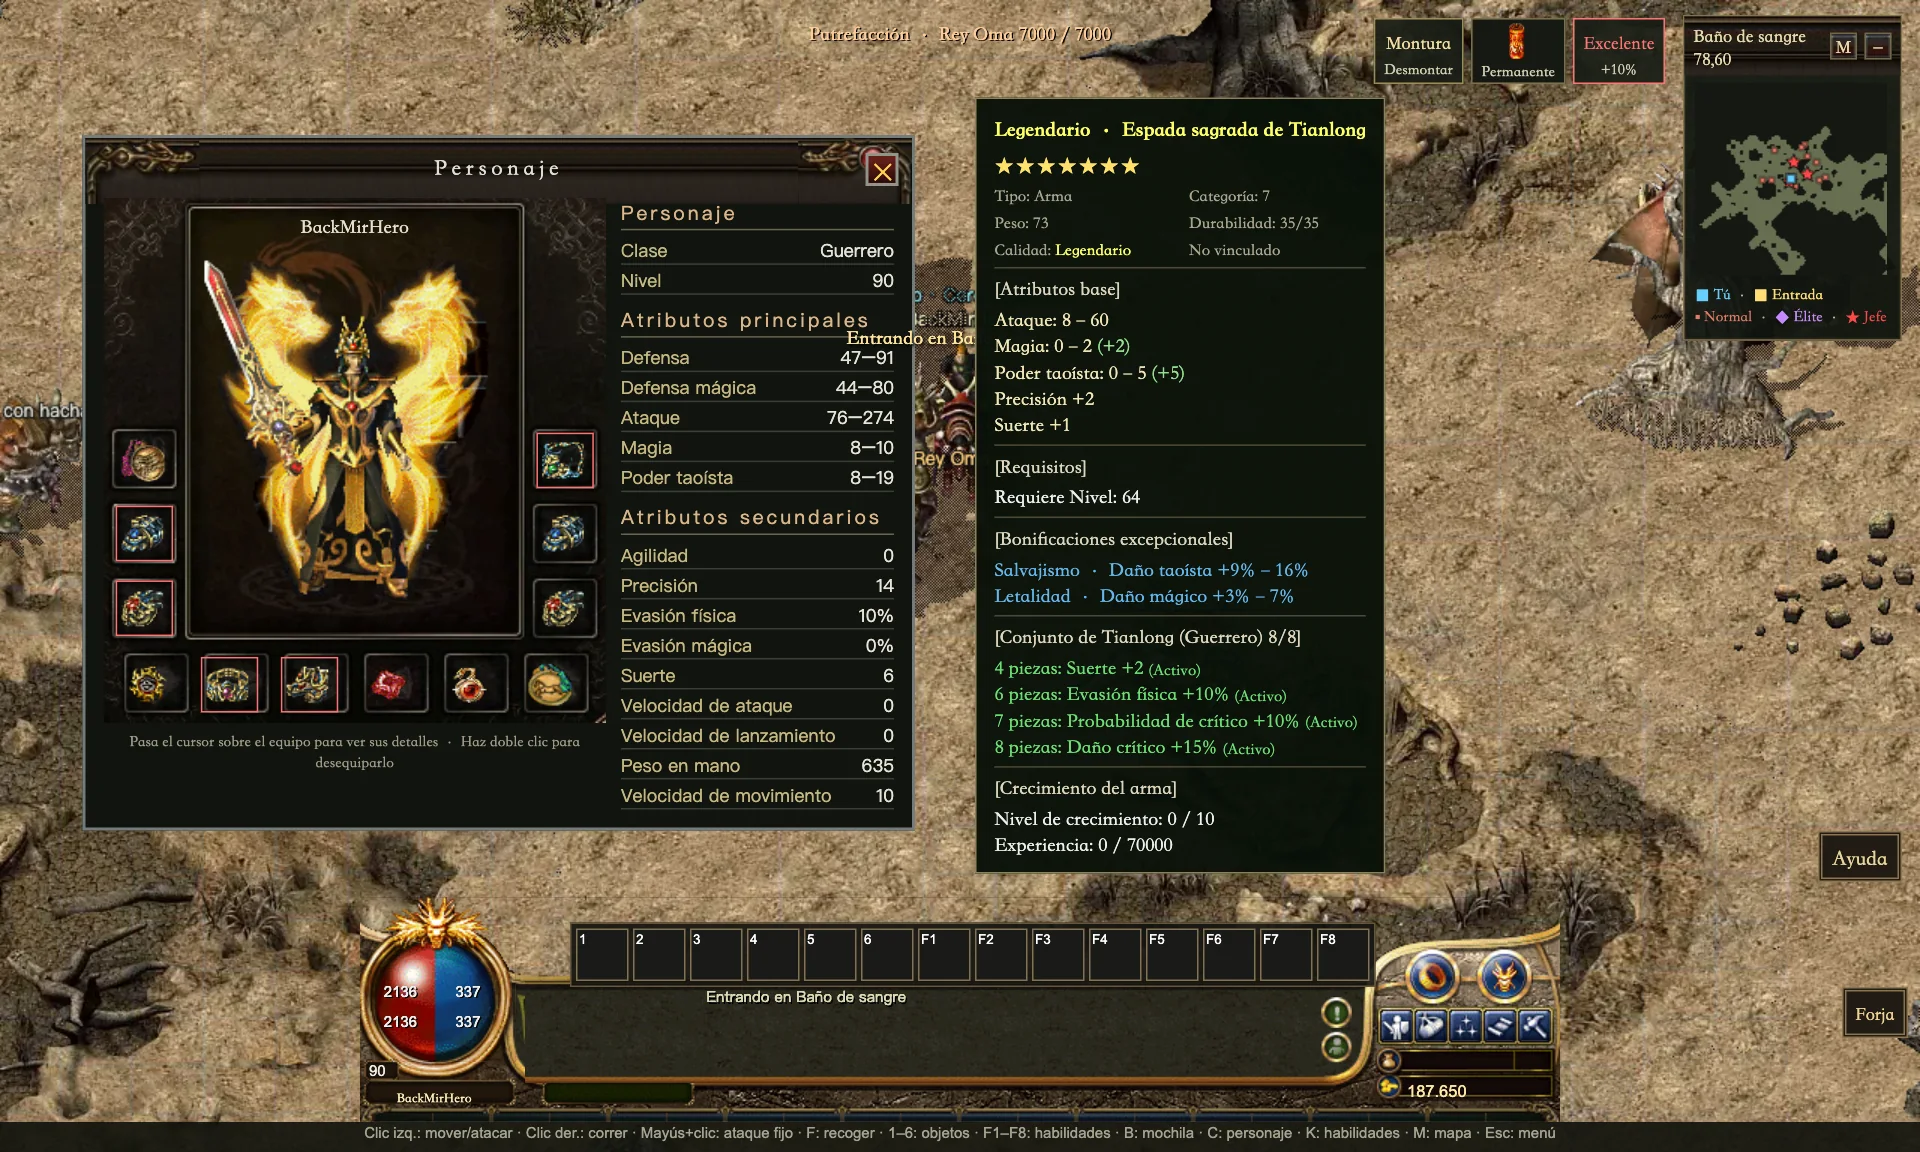 Putrefacción · Rey Oma 7000 / 7000
Montura
Desmontar
Permanente
Excelente
+10%
Baño de sangre
78,60
M
–
Tú · Entrada
Normal · Élite · Jefe
Personaje
BackMirHero
Personaje
Clase Guerrero
Nivel 90
Atributos principales
Entrando en Ba
Defensa 47–91
Defensa mágica 44–80
Ataque 76–274
Magia 8–10
Poder taoísta 8–19
Atributos secundarios
Agilidad 0
Precisión 14
Evasión física 10%
Evasión mágica 0%
Suerte 6
Velocidad de ataque 0
Velocidad de lanzamiento 0
Peso en mano 635
Velocidad de movimiento 10
Pasa el cursor sobre el equipo para ver sus detalles · Haz doble clic para
desequiparlo
con hacha
Legendario · Espada sagrada de Tianlong
★★★★★★★
Tipo: Arma Categoría: 7
Peso: 73 Durabilidad: 35/35
Calidad: Legendario No vinculado
[Atributos base]
Ataque: 8 – 60
Magia: 0 – 2 (+2)
Poder taoísta: 0 – 5 (+5)
Precisión +2
Suerte +1
[Requisitos]
Requiere Nivel: 64
[Bonificaciones excepcionales]
Salvajismo · Daño taoísta +9% – 16%
Letalidad · Daño mágico +3% – 7%
[Conjunto de Tianlong (Guerrero) 8/8]
4 piezas: Suerte +2 (Activo)
6 piezas: Evasión física +10% (Activo)
7 piezas: Probabilidad de crítico +10% (Activo)
8 piezas: Daño crítico +15% (Activo)
[Crecimiento del arma]
Nivel de crecimiento: 0 / 10
Experiencia: 0 / 70000
Rey Om
Ayuda
Forja
1 2 3 4 5 6 F1 F2 F3 F4 F5 F6 F7 F8
Entrando en Baño de sangre
2136 337
2136 337
90
BackMirHero
187.650
Clic izq.: mover/atacar · Clic der.: correr · Mayús+clic: ataque fijo · F: recoger · 1–6: objetos · F1–F8: habilidades · B: mochila · C: personaje · K: habilidades · M: mapa · Esc: menú